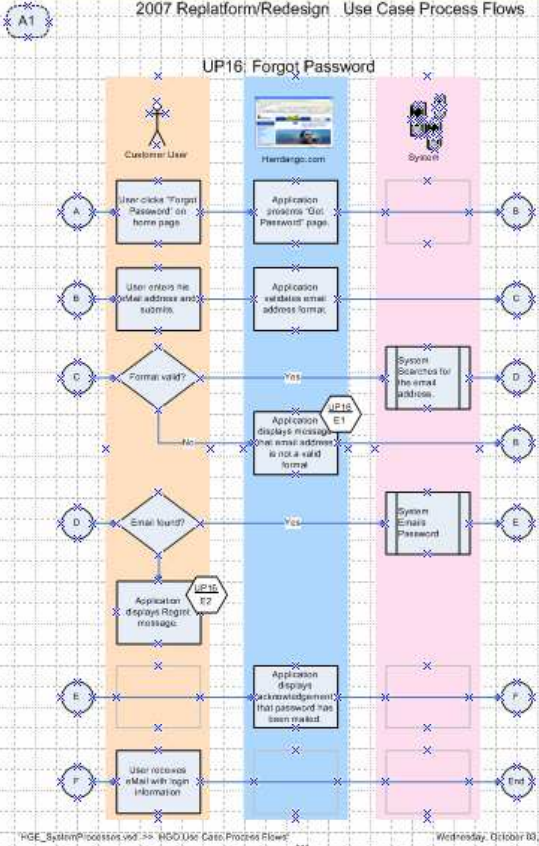 A1
2007 Replatform/Redesign Use Case Process Flows
UP16: Forgot Password
Customer User
Handango.com
System
A
User clicks "Forgot
Password" on
home page.
Application
presents "Got
Password" page.
B
B
User enters his
eMail address and
submits.
Application
validates email
address format.
C
C
Format valid?
Yes
System
Searches for
the email
address.
D
No
Application
displays message
that email address
is not a valid
format
UP16
E1
B
D
Email found?
Yes
System
Emails
Password
E
Application
displays Regret
message.
UP16
E2
E
Application
displays
acknowledgement
that password has
been mailed.
F
F
User receives
eMail with login
information
End
"HGE_SystemProcesses.vsd >> HGO Use Case Process Flows"
Wednesday, October 03,